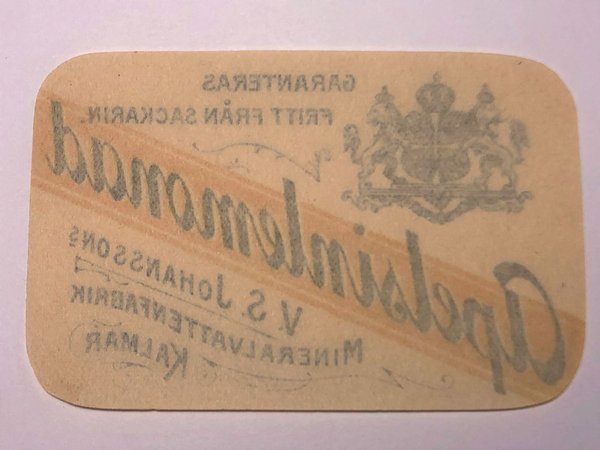 GARANTERAS
FRITT FRÅN SACKARIN.
Apelsinlemonad
V. S. JOHANSSONS
MINERALVATTENFABRIK
KALMAR